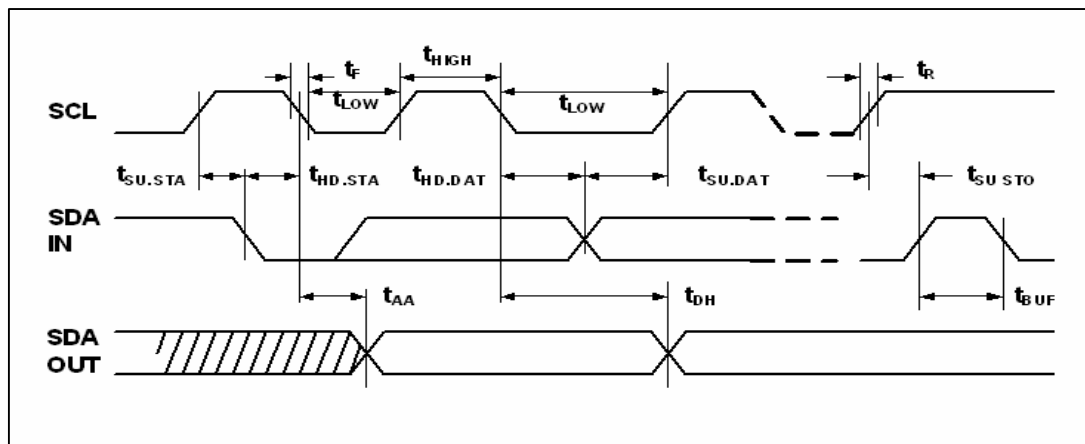 tF
tHIGH
tR
SCL
tLOW
tLOW
tSU.STA
tHD.STA
tHD.DAT
tSU.DAT
tSU STO
SDA
IN
tAA
tDH
tBUF
SDA
OUT